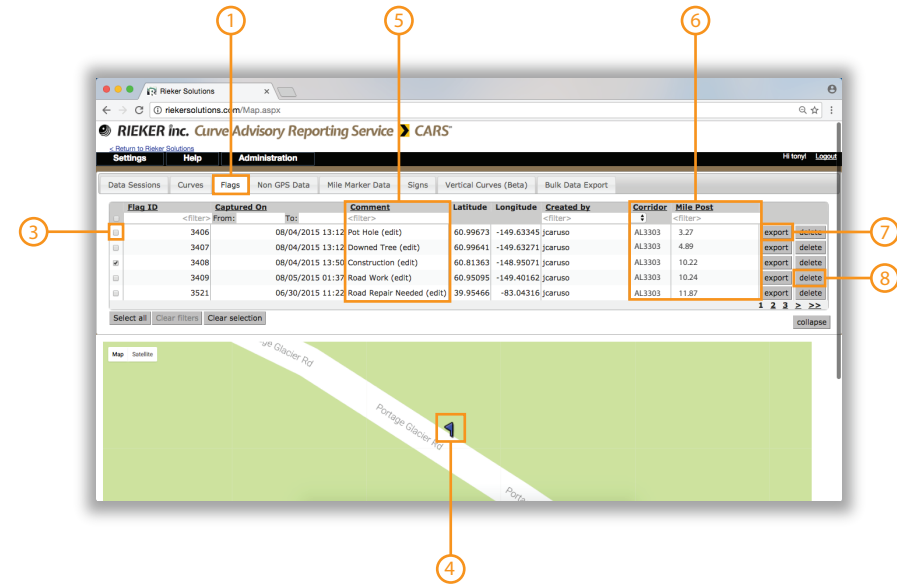 1
5
6
Rieker Solutions
riekersolutions.com/Map.aspx
RIEKER inc. Curve Advisory Reporting Service CARS™
< Return to Rieker Solutions
Settings Help Administration Hi tonyl Logout
Data Sessions Curves Flags Non GPS Data Mile Marker Data Signs Vertical Curves (Beta) Bulk Data Export
Flag ID Captured On Comment Latitude Longitude Created by Corridor Mile Post
<filter> From: To: <filter> <filter> <filter>
3 3406 08/04/2015 13:12 Pot Hole (edit) 60.99673 -149.63345 jcaruso AL3303 3.27 export delete 7
3407 08/04/2015 13:12 Downed Tree (edit) 60.99641 -149.63271 jcaruso AL3303 4.89 export delete
3408 08/04/2015 13:50 Construction (edit) 60.81363 -148.95071 jcaruso AL3303 10.22 export delete
3409 08/05/2015 01:37 Road Work (edit) 60.95095 -149.40162 jcaruso AL3303 10.24 export delete 8
3521 06/30/2015 11:22 Road Repair Needed (edit) 39.95466 -83.04316 jcaruso AL3303 11.87 export delete
1 2 3 > >>
Select all Clear filters Clear selection collapse
Map Satellite
ge Glacier Rd
Portage Glacier Rd
Porta
4